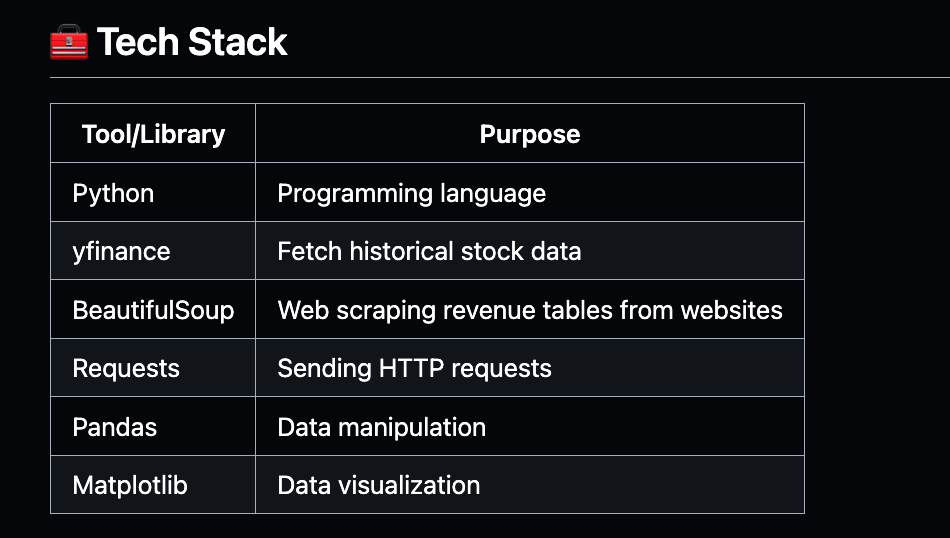 Tech Stack
Tool/Library Purpose
Python Programming language
yfinance Fetch historical stock data
BeautifulSoup Web scraping revenue tables from websites
Requests Sending HTTP requests
Pandas Data manipulation
Matplotlib Data visualization